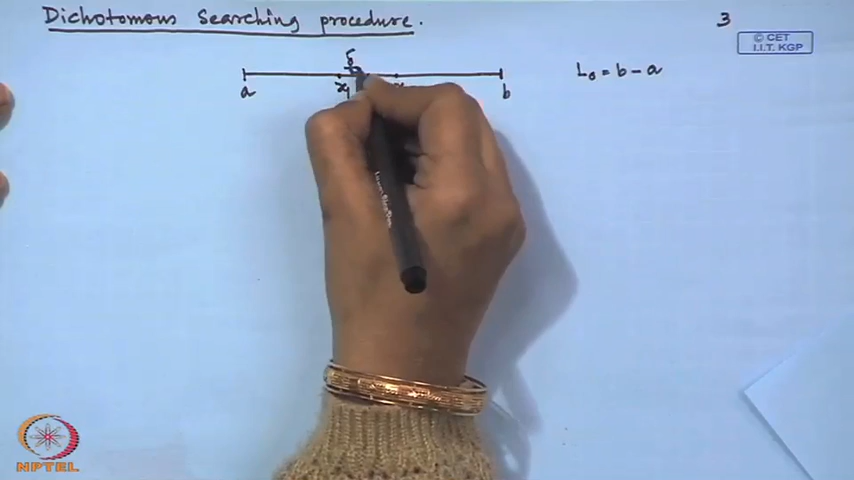 Dichotomous Searching procedure.
3
© CET
I.I.T. KGP
δ
a x₁ b
L₀ = b - a
NPTEL